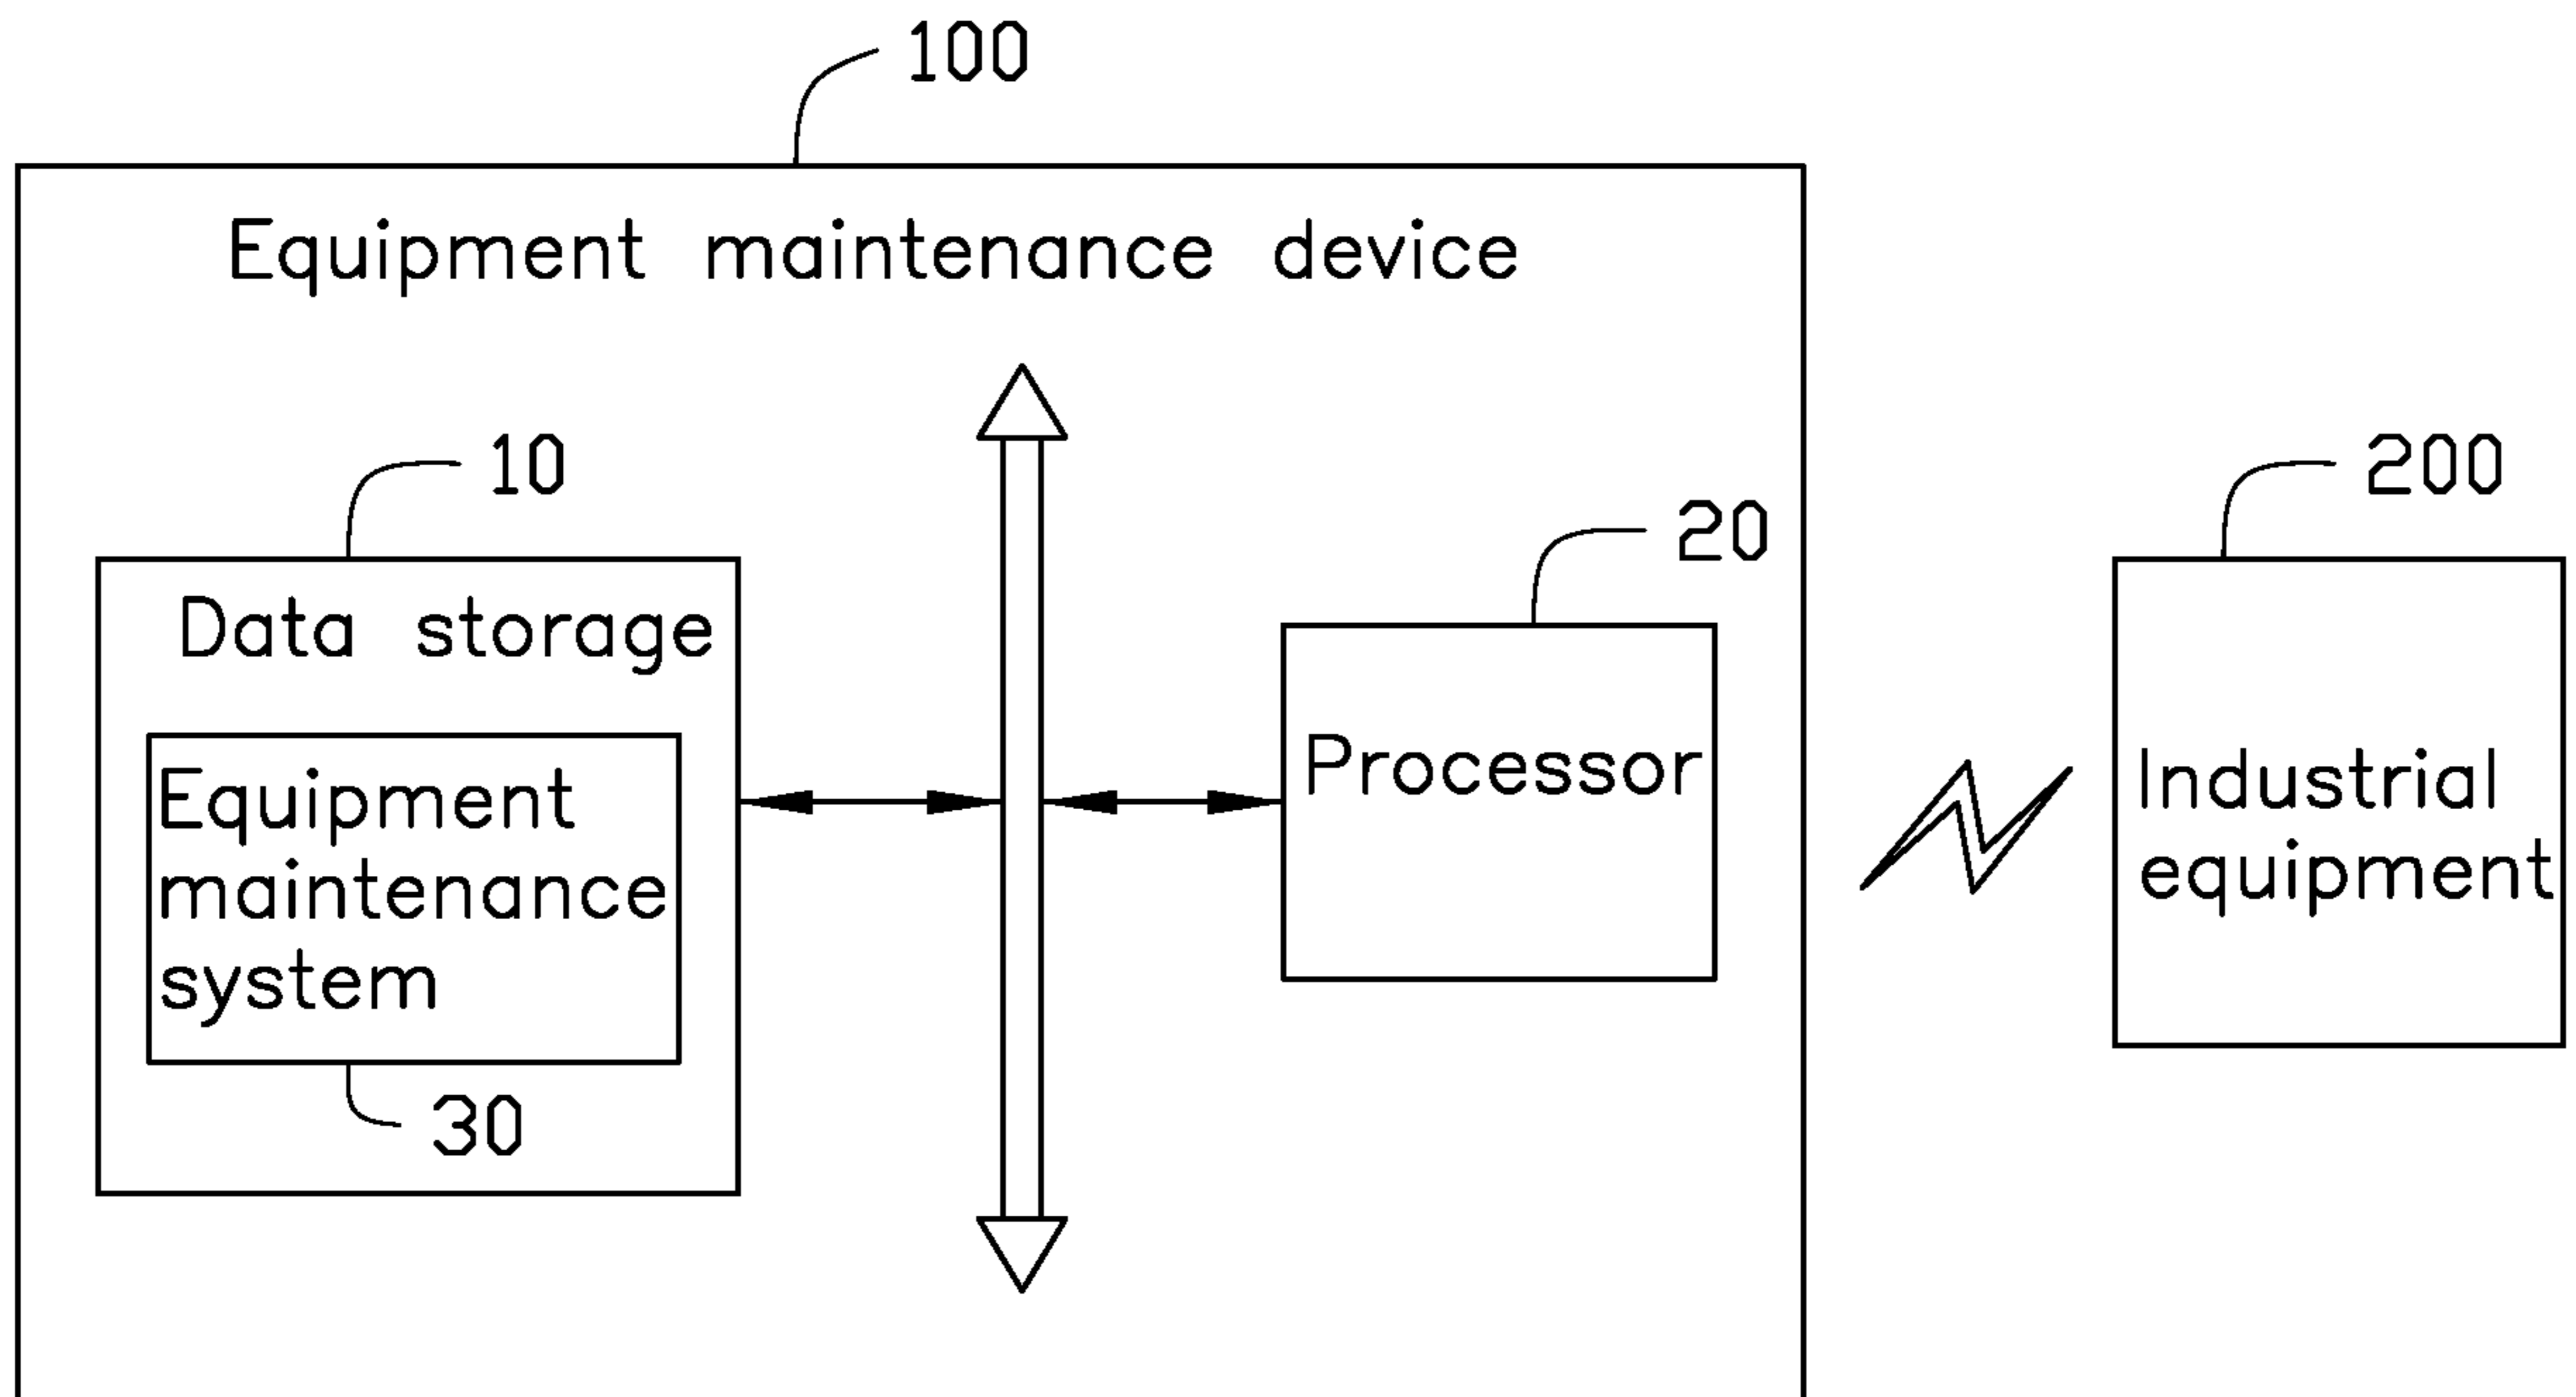 100
Equipment maintenance device
10
200
20
Data storage
Processor
Equipment
maintenance
system
Industrial
equipment
30